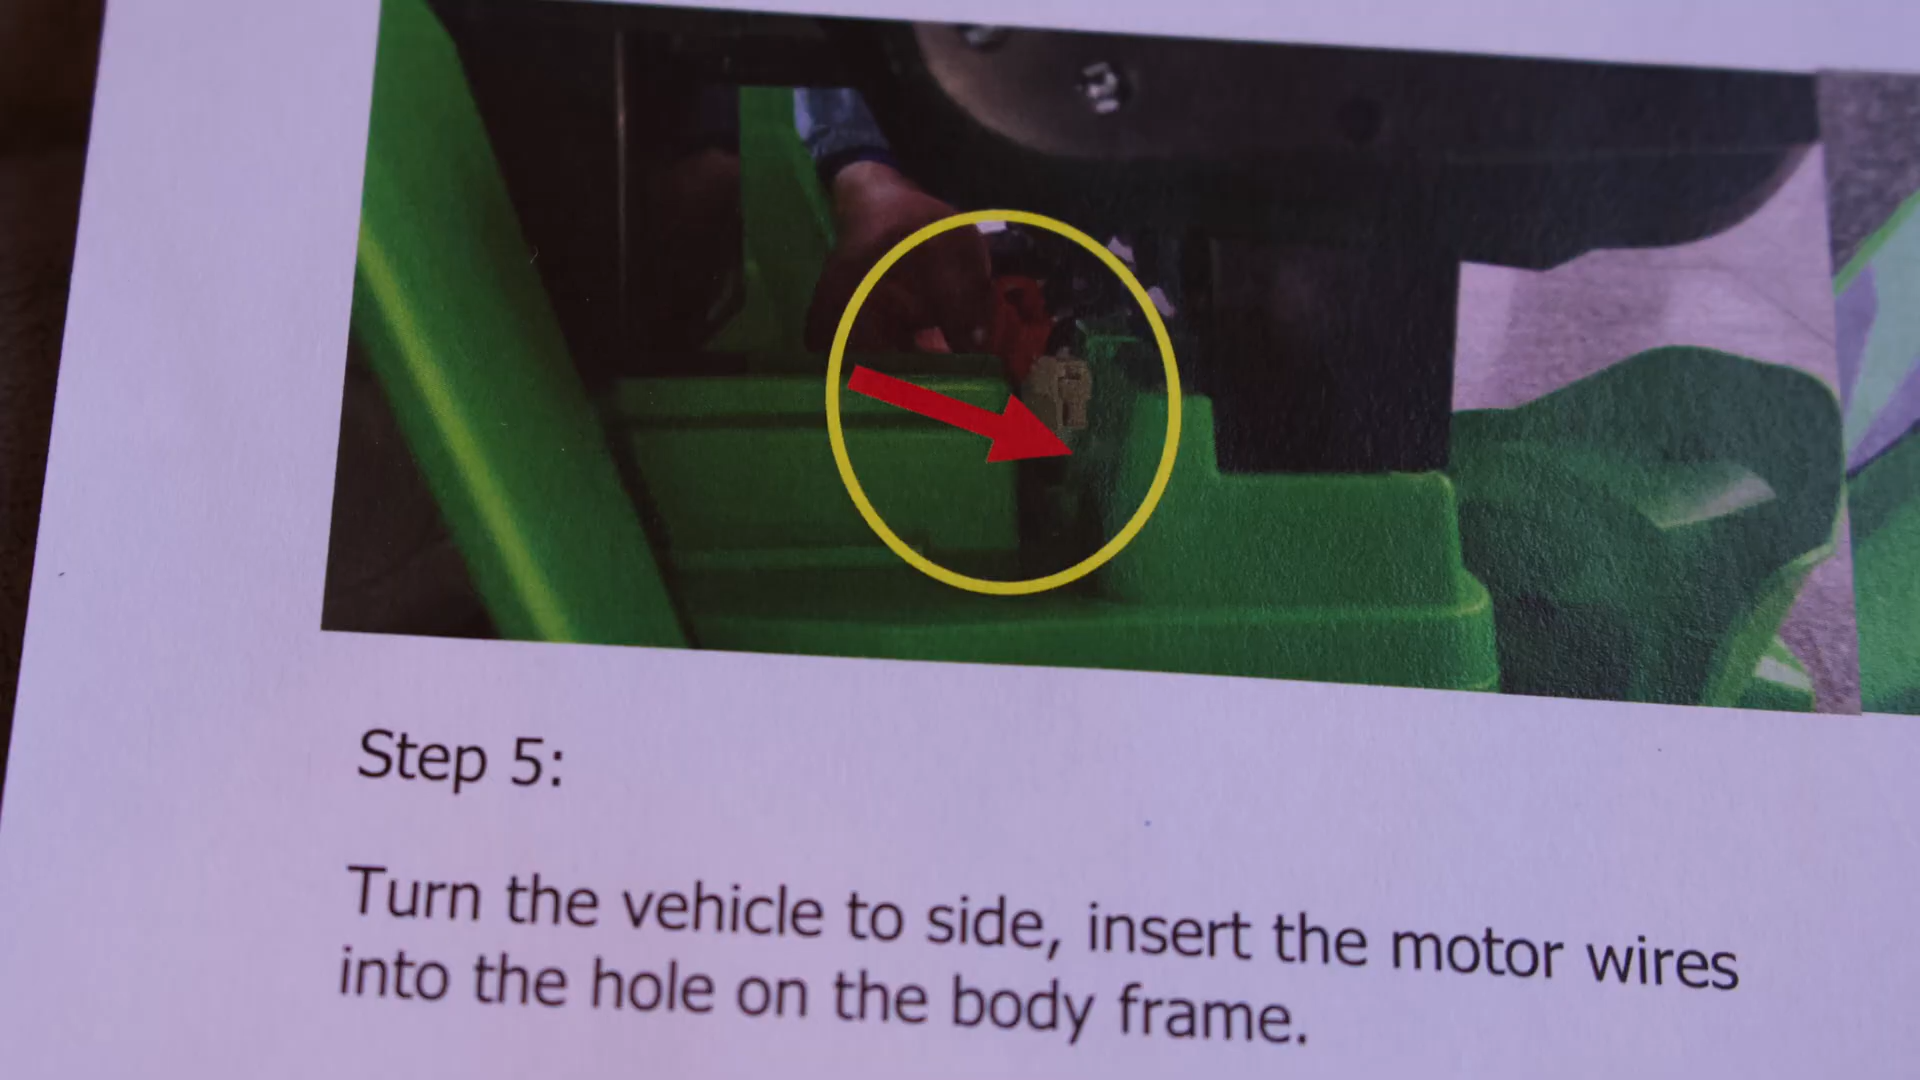 Step 5:
Turn the vehicle to side, insert the motor wires
into the hole on the body frame.